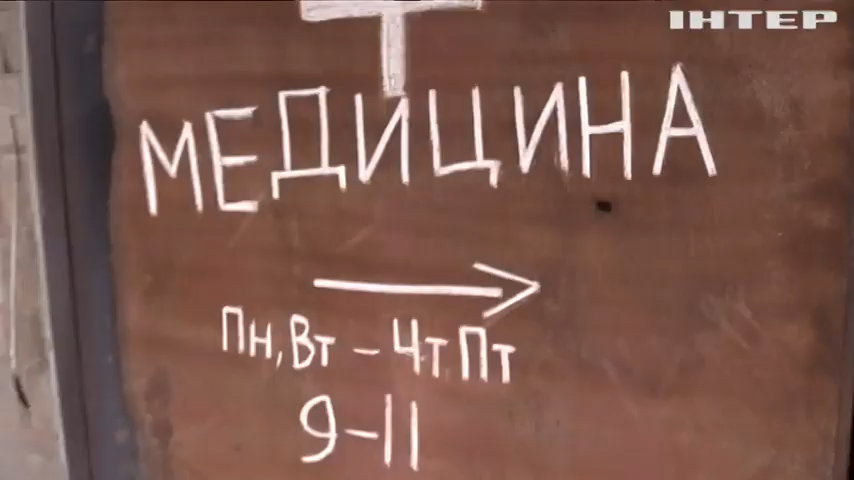 ІНТЕР
МЕДИЦИНА
Пн, Вт – Чт Пт
9–11